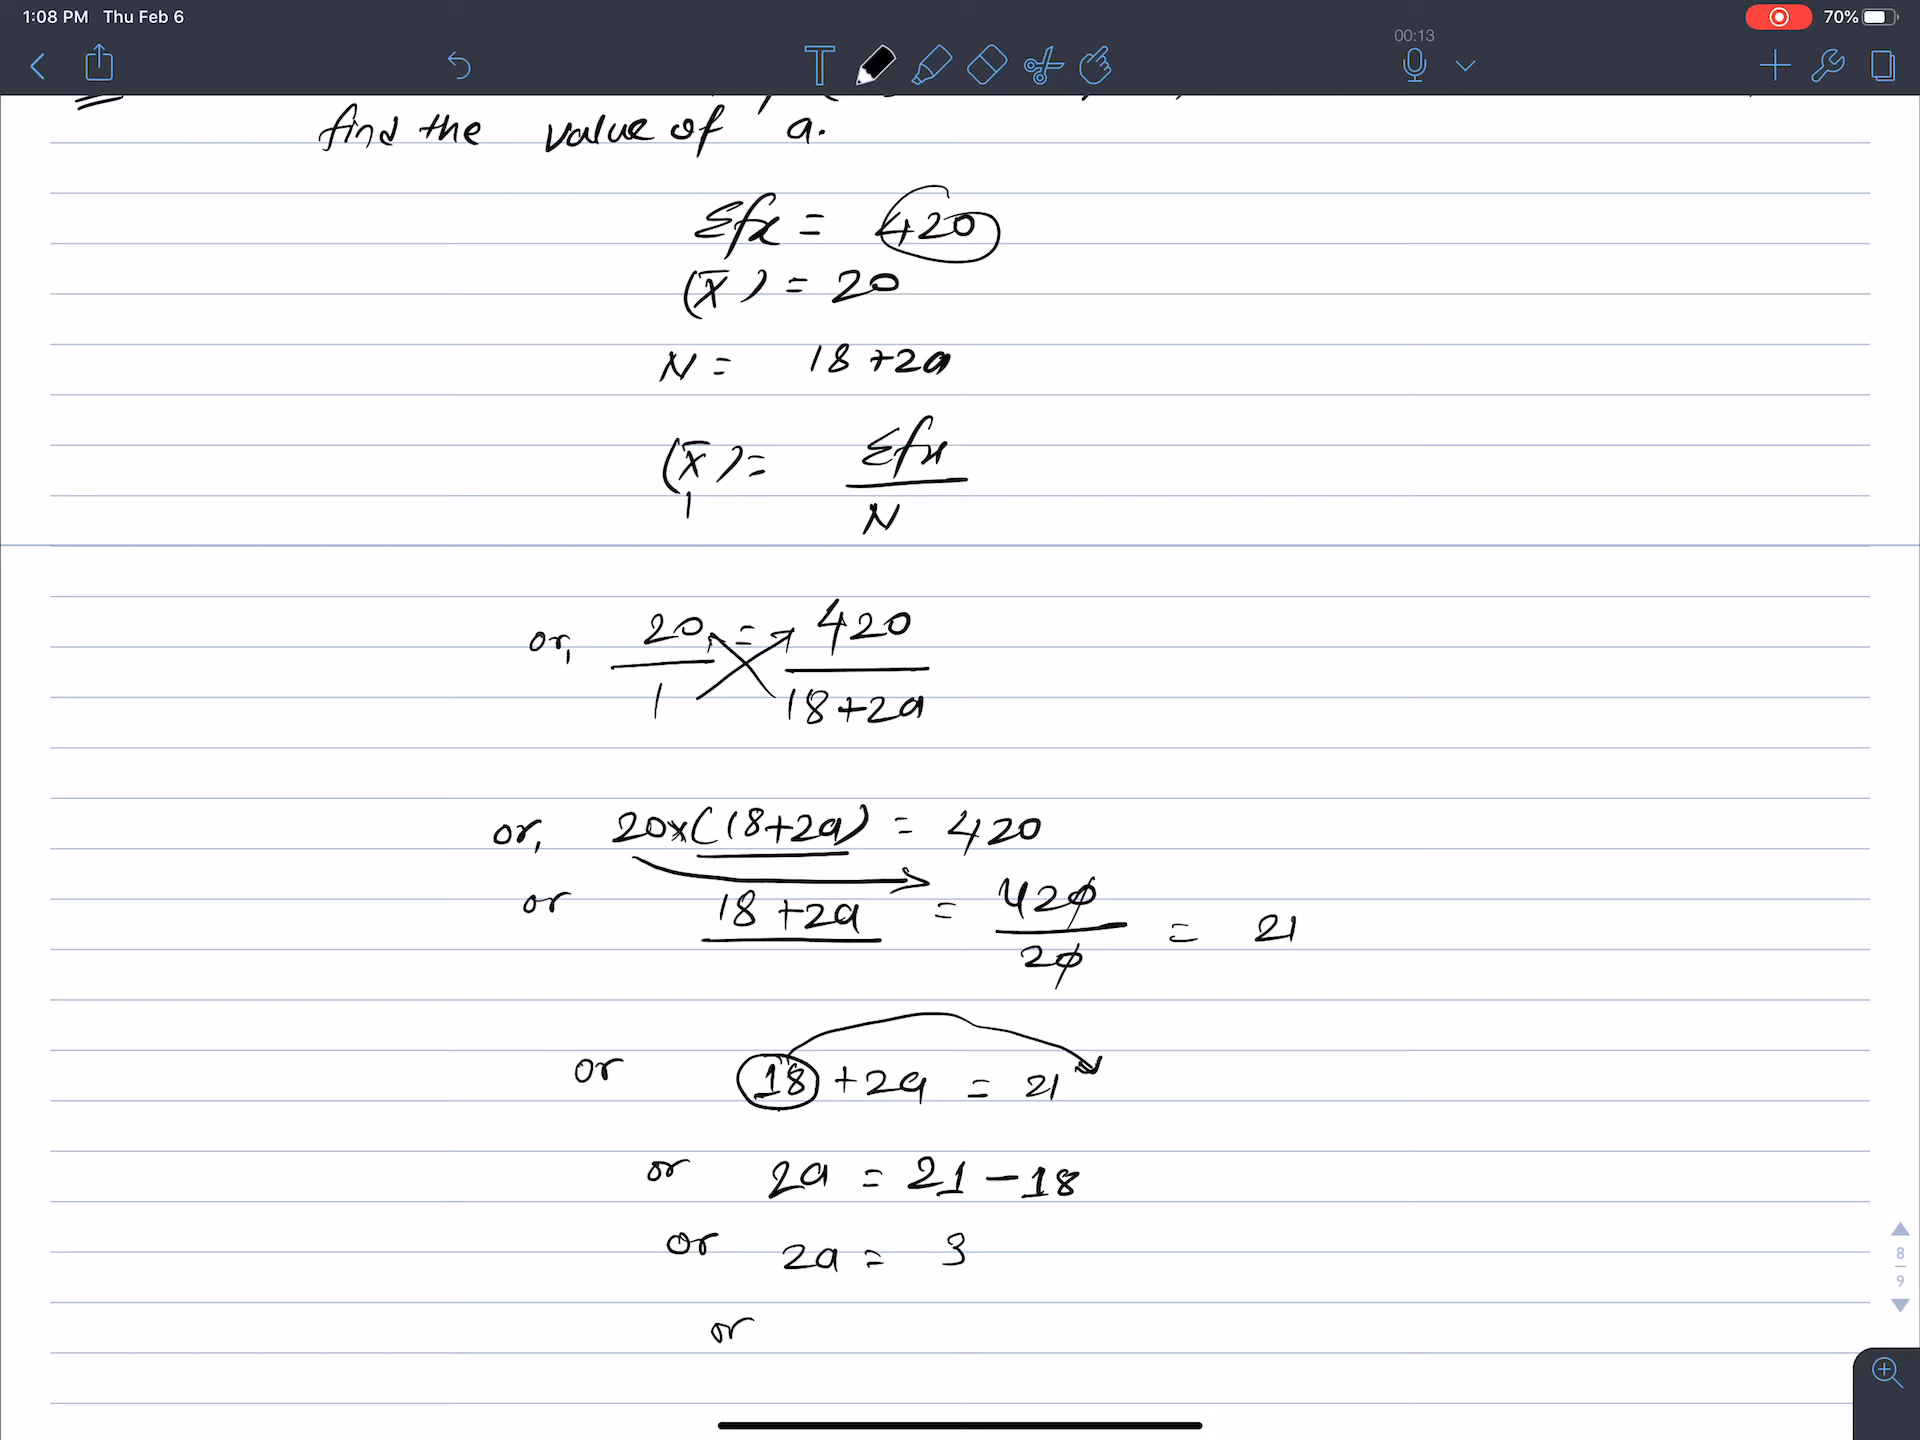 1:08 PM Thu Feb 6
70%
00:13
find the value of a.
Σfx = 420
(x̄) = 20
N = 18+2a
(x̄) = Σfx / N
or, 20/1 = 420/18+2a
or, 20×(18+2a) = 420
or 18+2a = 420/20 = 21
or 18+2a = 21
or 2a = 21-18
or 2a = 3
or
8
9